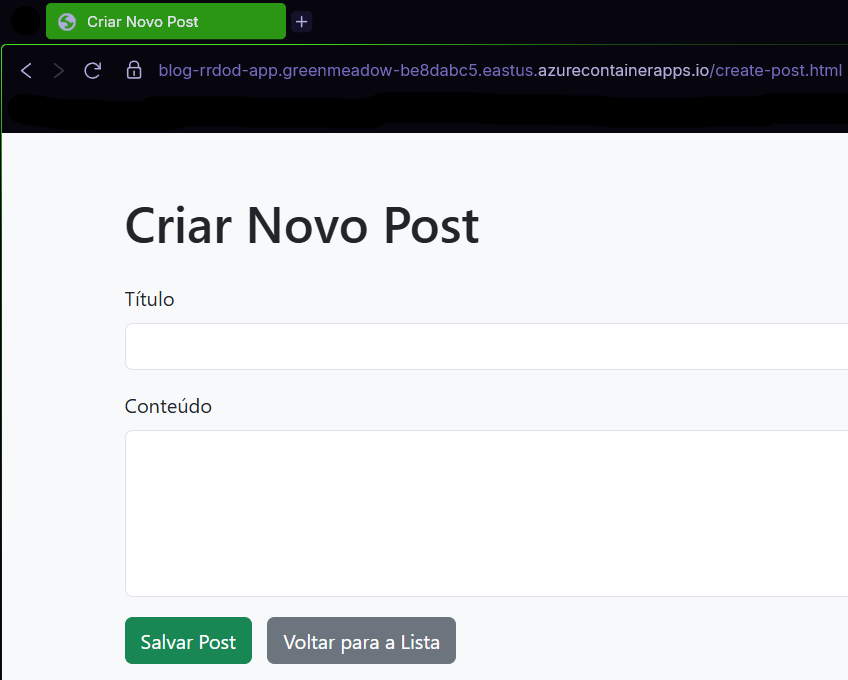 Criar Novo Post
blog-rrdod-app.greenmeadow-be8dabc5.eastus.azurecontainerapps.io/create-post.html
Criar Novo Post
Título
Conteúdo
Salvar Post
Voltar para a Lista